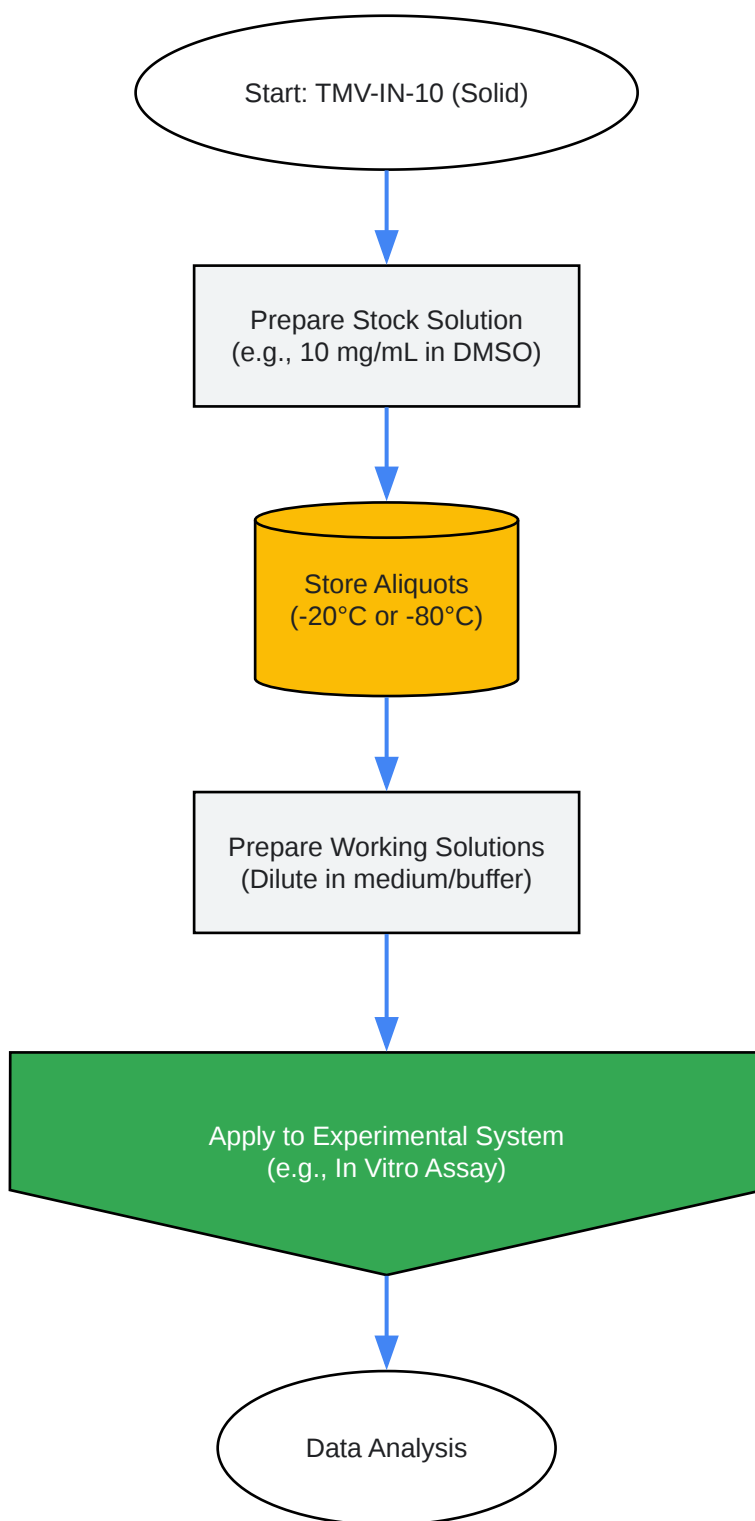 Start: TMV-IN-10 (Solid)
Prepare Stock Solution
(e.g., 10 mg/mL in DMSO)
Store Aliquots
(-20°C or -80°C)
Prepare Working Solutions
(Dilute in medium/buffer)
Apply to Experimental System
(e.g., In Vitro Assay)
Data Analysis